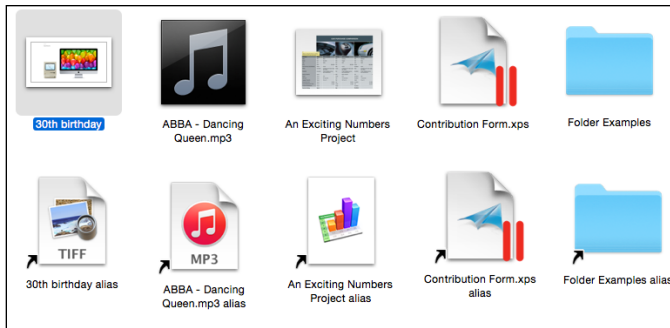 30th birthday
ABBA - Dancing
Queen.mp3
An Exciting Numbers
Project
Contribution Form.xps
Folder Examples
TIFF
30th birthday alias
MP3
ABBA - Dancing
Queen.mp3 alias
An Exciting Numbers
Project alias
Contribution Form.xps
alias
Folder Examples alias